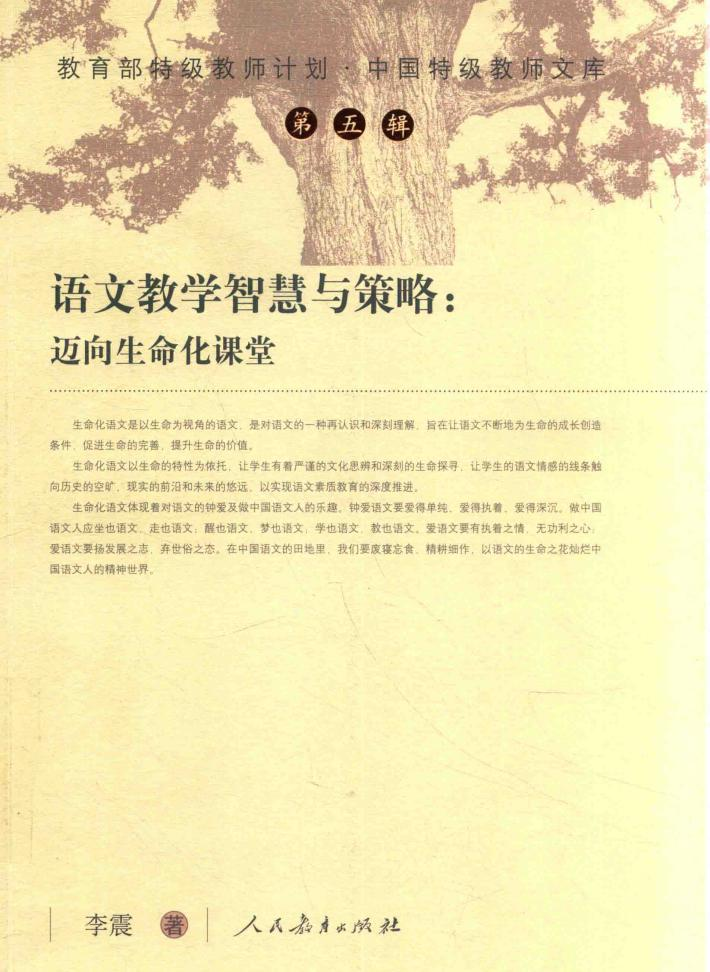 教育部特级教师计划·中国特级教师文库
第五辑
语文教学智慧与策略：
迈向生命化课堂
生命化语文是以生命为视角的语文，是对语文的一种再认识和深刻理解，旨在让语文不断地为生命的成长创造
条件，促进生命的完善，提升生命的价值。
生命化语文以生命的特性为依托，让学生有着严谨的文化思辨和深刻的生命探寻，让学生的语文情感的线条触
向历史的空旷，现实的前沿和未来的悠远，以实现语文素质教育的深度推进。
生命化语文体现着对语文的钟爱及做中国语文人的乐趣。钟爱语文要爱得单纯，爱得执着，爱得深沉。做中国
语文人应坐也语文，走也语文；醒也语文，梦也语文；学也语文，教也语文。爱语文要有执着之情，无功利之心；
爱语文要扬发展之志，弃世俗之态。在中国语文的田地里，我们要废寝忘食，精耕细作，以语文的生命之花灿烂中
国语文人的精神世界。
李震 著 人民教育出版社